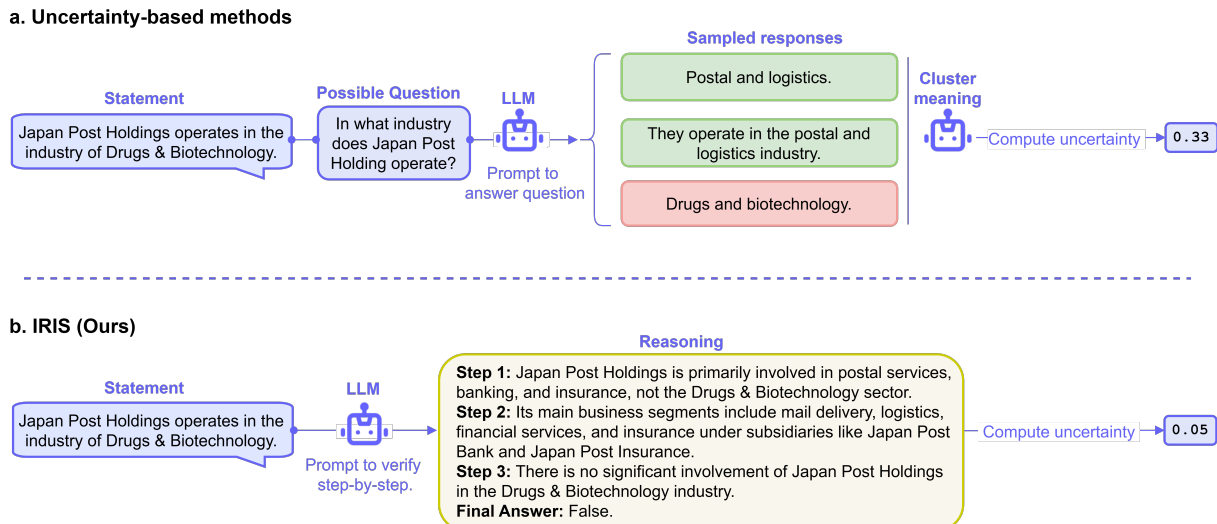 a. Uncertainty-based methods
Sampled responses
Statement
Japan Post Holdings operates in the
industry of Drugs & Biotechnology.
Possible Question
In what industry
does Japan Post
Holding operate?
LLM
Prompt to
answer question
Postal and logistics.
They operate in the postal and
logistics industry.
Drugs and biotechnology.
Cluster
meaning
Compute uncertainty
0.33
b. IRIS (Ours)
Statement
Japan Post Holdings operates in the
industry of Drugs & Biotechnology.
LLM
Prompt to verify
step-by-step.
Reasoning
Step 1: Japan Post Holdings is primarily involved in postal services,
banking, and insurance, not the Drugs & Biotechnology sector.
Step 2: Its main business segments include mail delivery, logistics,
financial services, and insurance under subsidiaries like Japan Post
Bank and Japan Post Insurance.
Step 3: There is no significant involvement of Japan Post Holdings
in the Drugs & Biotechnology industry.
Final Answer: False.
Compute uncertainty
0.05